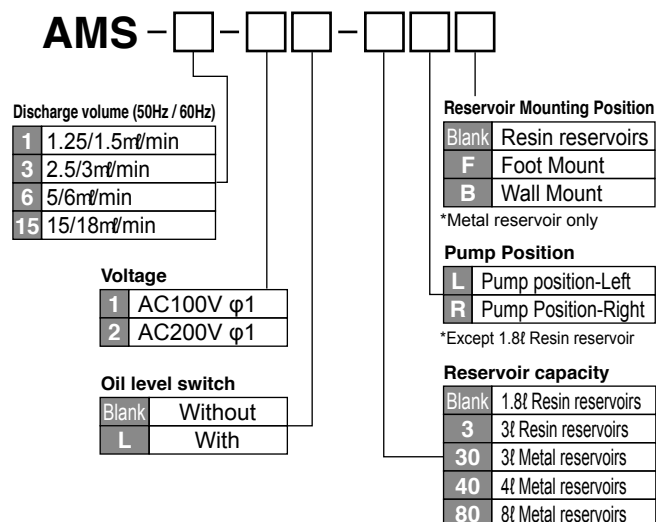 AMS – □ – □ □ – □ □ □
Discharge volume (50Hz / 60Hz)
1 1.25/1.5mℓ/min
3 2.5/3mℓ/min
6 5/6mℓ/min
15 15/18mℓ/min
Voltage
1 AC100V φ1
2 AC200V φ1
Oil level switch
Blank Without
L With
Reservoir Mounting Position
Blank Resin reservoirs
F Foot Mount
B Wall Mount
*Metal reservoir only
Pump Position
L Pump position-Left
R Pump Position-Right
*Except 1.8ℓ Resin reservoir
Reservoir capacity
Blank 1.8ℓ Resin reservoirs
3 3ℓ Resin reservoirs
30 3ℓ Metal reservoirs
40 4ℓ Metal reservoirs
80 8ℓ Metal reservoirs